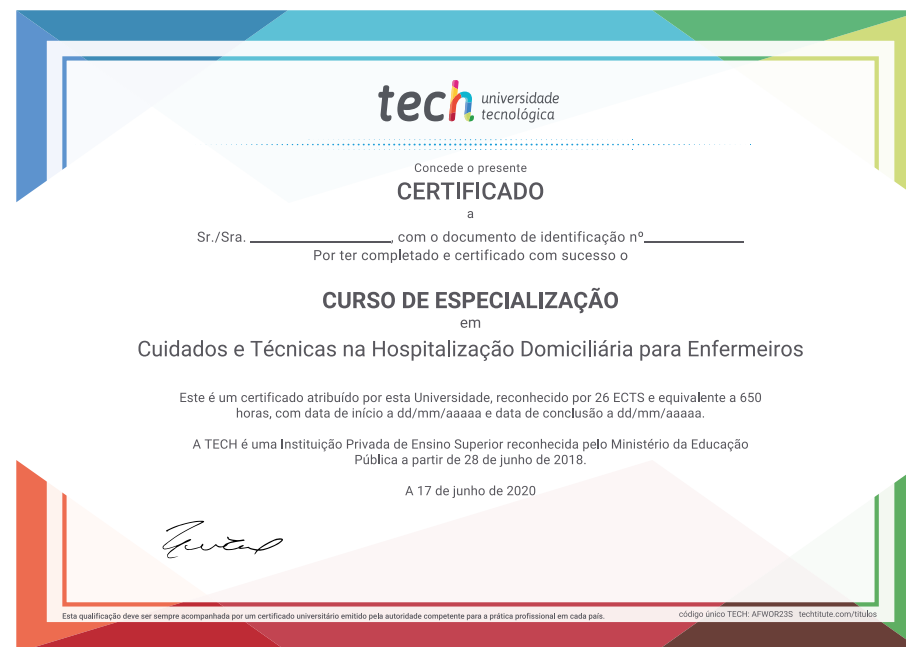 tech universidade
tecnológica
Concede o presente
CERTIFICADO
a
Sr./Sra. ____________, com o documento de identificação nº____________
Por ter completado e certificado com sucesso o
CURSO DE ESPECIALIZAÇÃO
em
Cuidados e Técnicas na Hospitalização Domiciliária para Enfermeiros
Este é um certificado atribuído por esta Universidade, reconhecido por 26 ECTS e equivalente a 650
horas, com data de início a dd/mm/aaaaa e data de conclusão a dd/mm/aaaaa.
A TECH é uma Instituição Privada de Ensino Superior reconhecida pelo Ministério da Educação
Pública a partir de 28 de junho de 2018.
A 17 de junho de 2020
Esta qualificação deve ser sempre acompanhada por um certificado universitário emitido pela autoridade competente para a prática profissional em cada país.
código único TECH: AFWOR23S techtitute.com/titulos